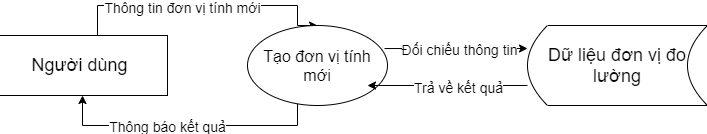 Thông tin đơn vị tính mới
Người dùng
Tạo đơn vị tính
mới
Đối chiếu thông tin
Trả về kết quả
Dữ liệu đơn vị đo
lường
Thông báo kết quả